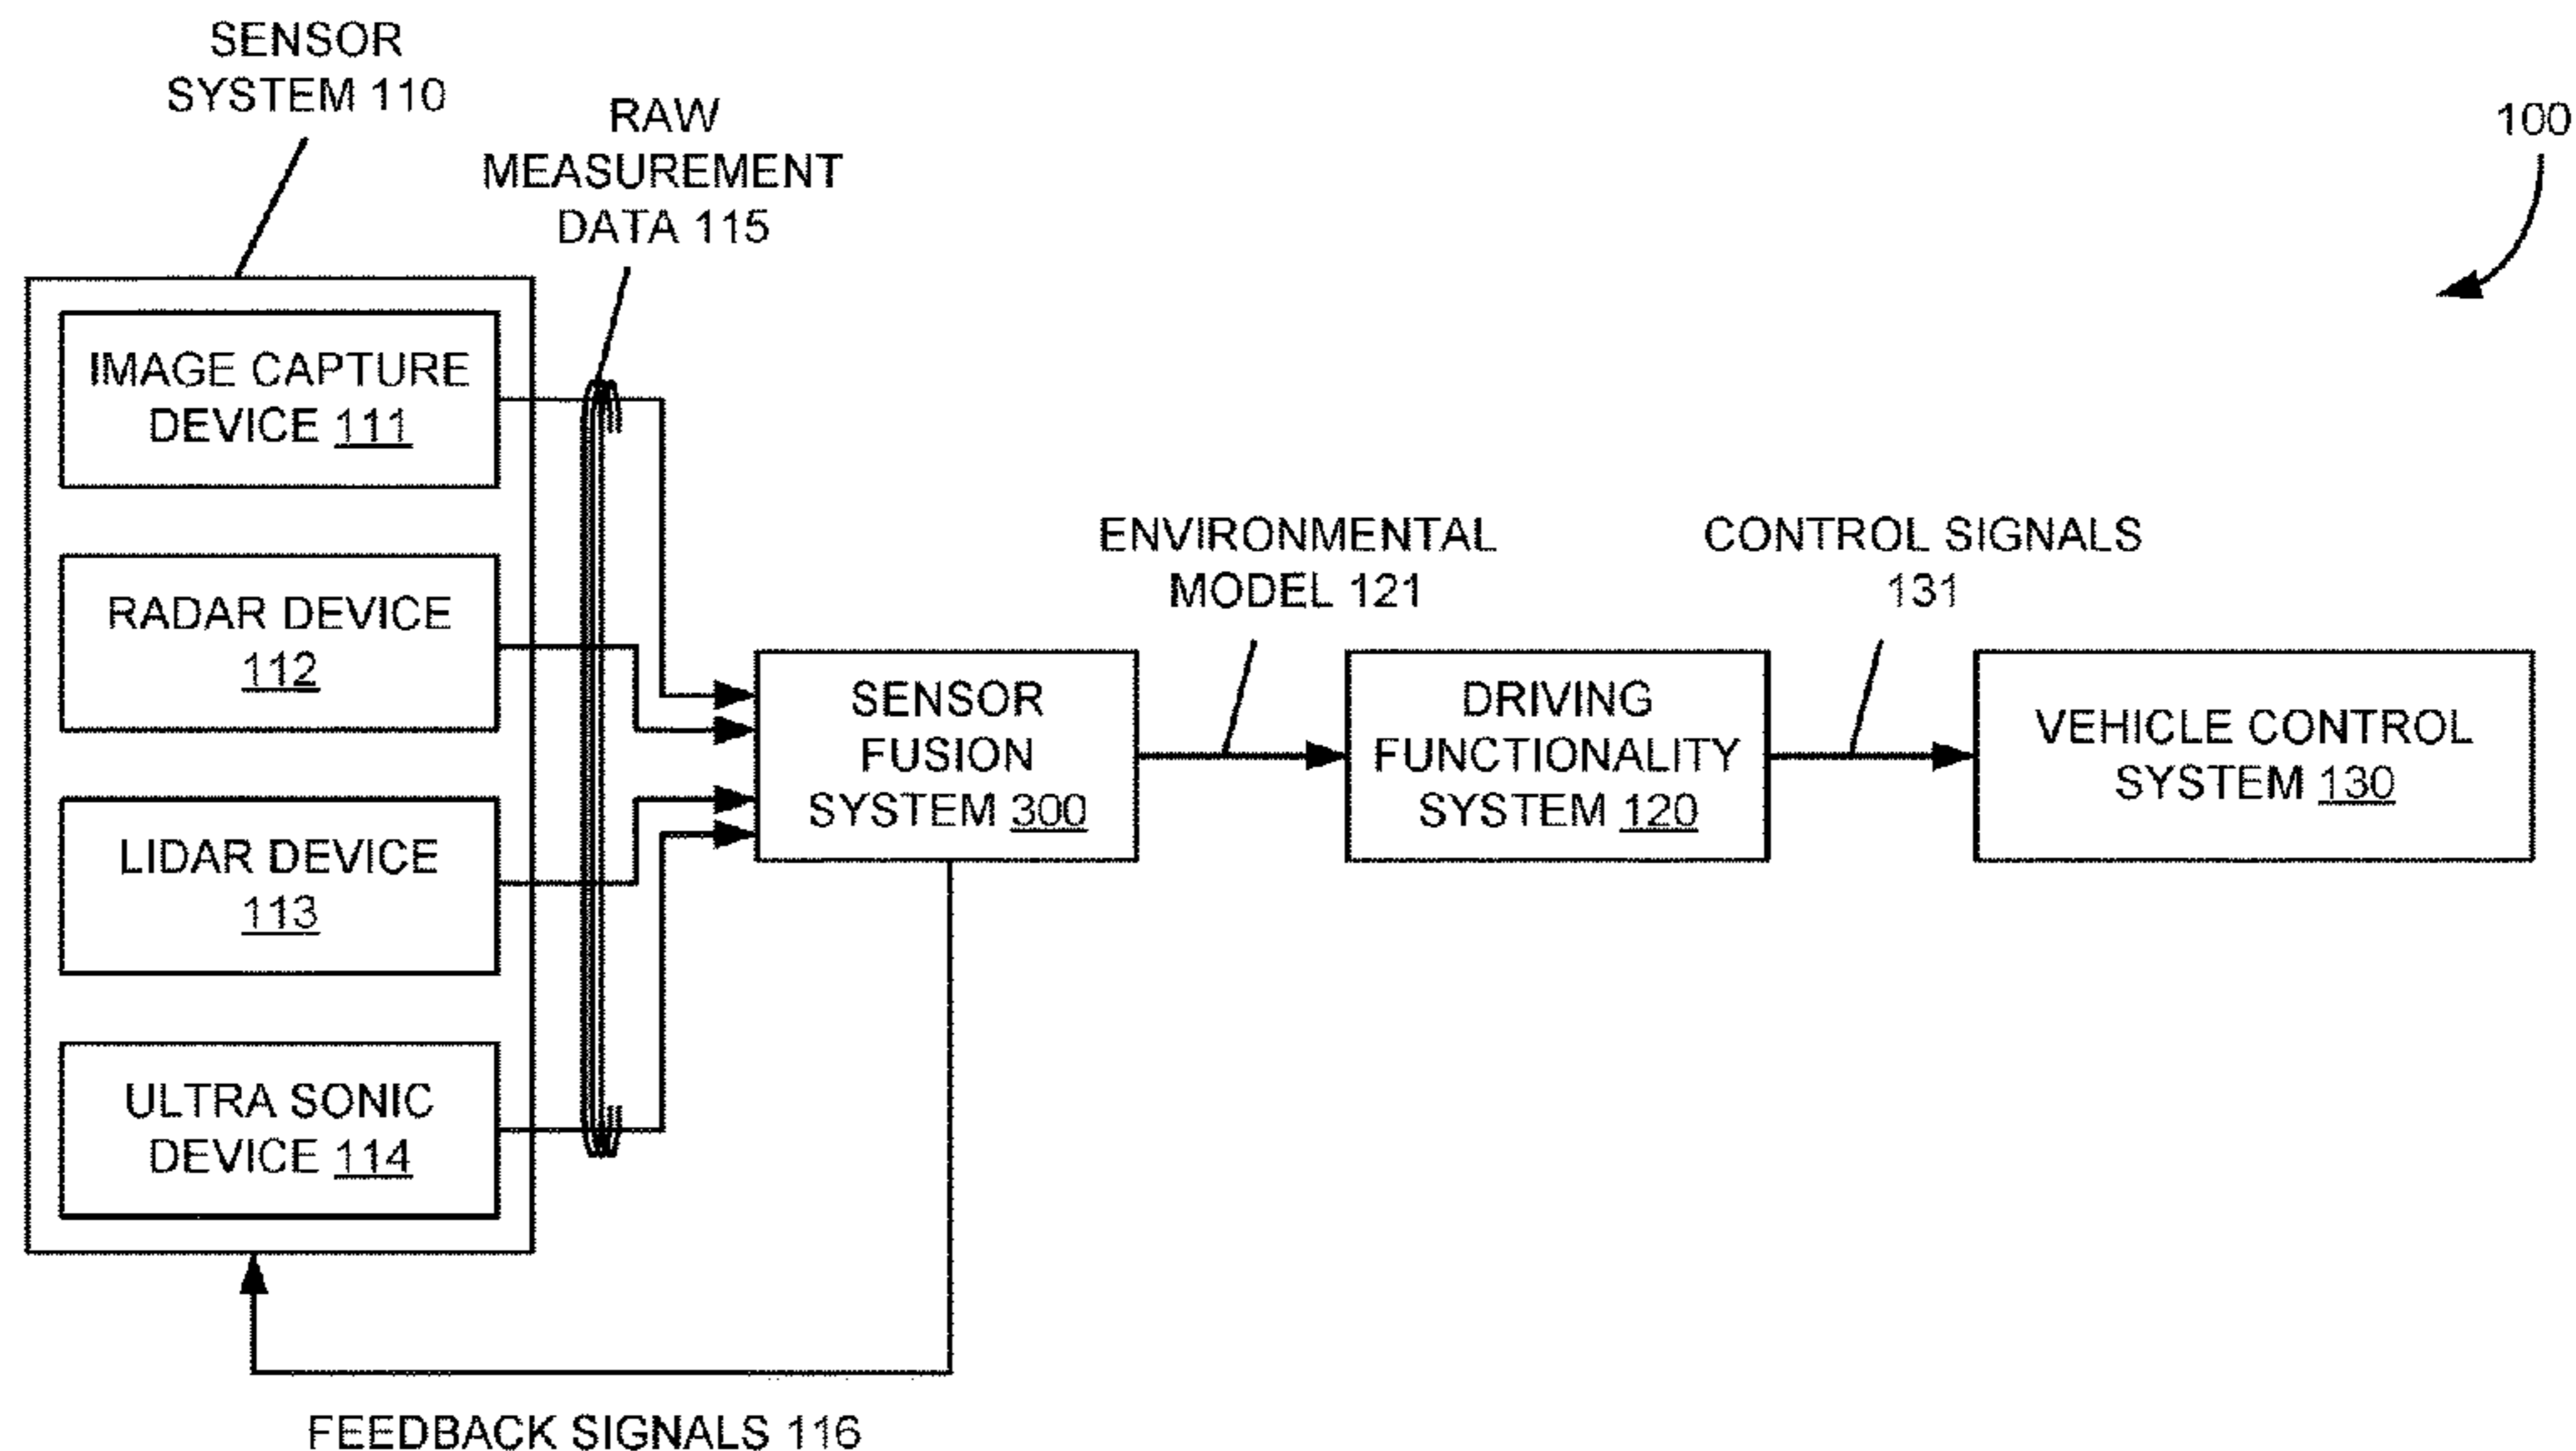 SENSOR
SYSTEM 110
RAW
MEASUREMENT
DATA 115
100
IMAGE CAPTURE
DEVICE 111
RADAR DEVICE
112
LIDAR DEVICE
113
ULTRA SONIC
DEVICE 114
SENSOR
FUSION
SYSTEM 300
ENVIRONMENTAL
MODEL 121
DRIVING
FUNCTIONALITY
SYSTEM 120
CONTROL SIGNALS
131
VEHICLE CONTROL
SYSTEM 130
FEEDBACK SIGNALS 116